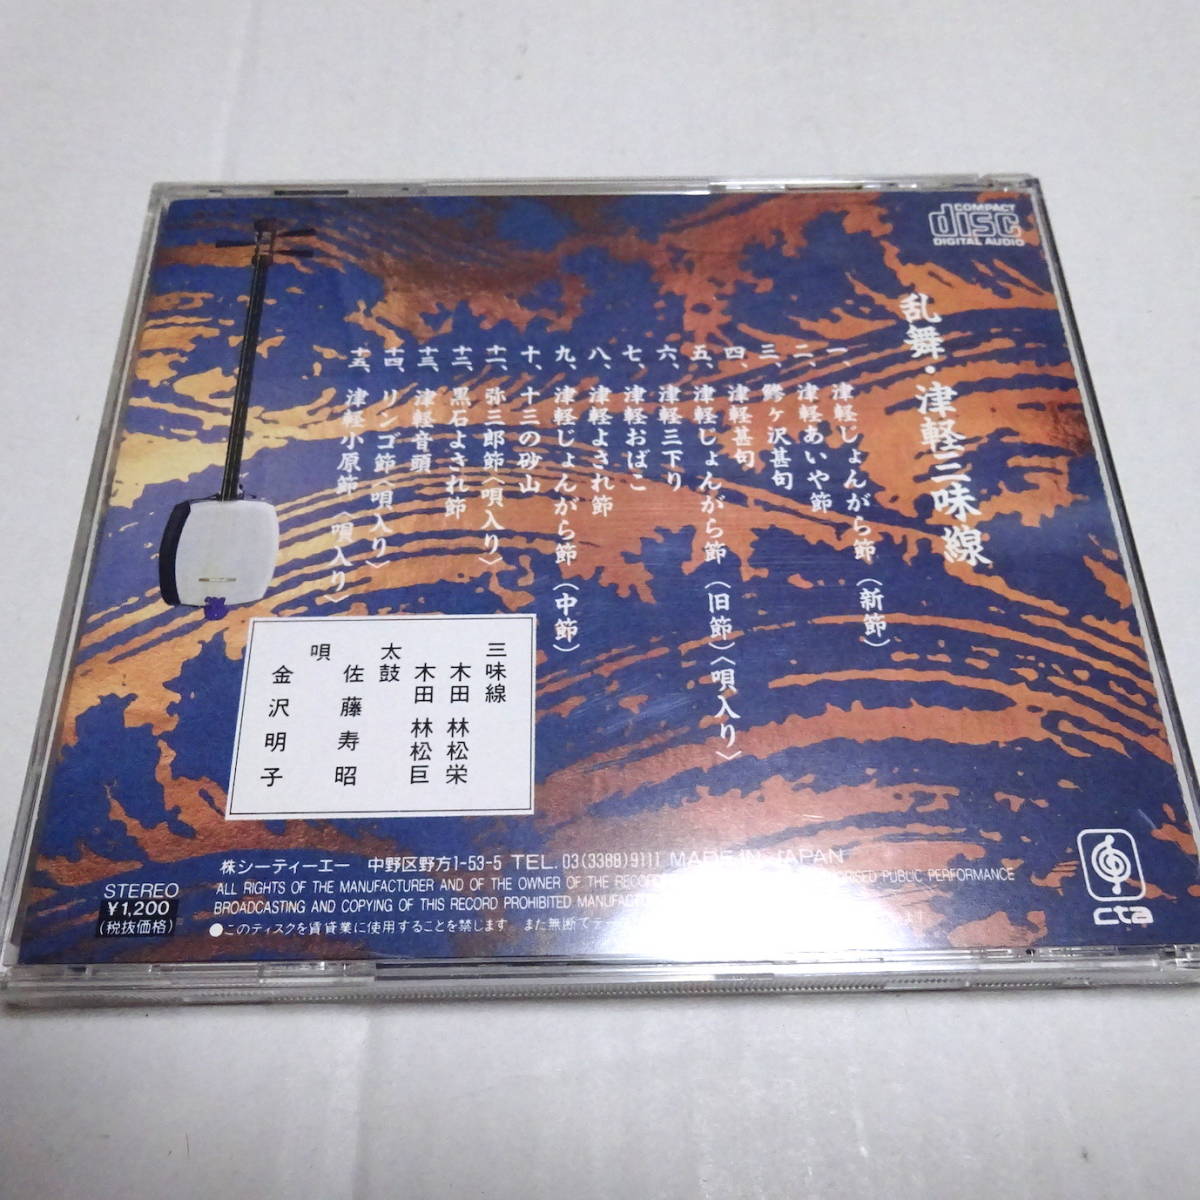 COMPACT
disc
DIGITAL AUDIO
乱舞・津軽三味線
一、津軽じょんがら節(新節)
二、津軽あいや節
三、鰺ヶ沢甚句
四、津軽甚句
五、津軽じょんがら節(旧節)〈唄入り〉
六、津軽三下り
七、津軽おばこ
八、津軽よされ節
九、津軽じょんがら節(中節)
十、十三の砂山
十一、弥三郎節〈唄入り〉
十二、黒石よされ節
十三、津軽音頭
十四、リンゴ節〈唄入り〉
十五、津軽小原節〈唄入り〉
三味線
木田 林松栄
木田 林松巨
太鼓
佐藤寿昭
唄
金沢明子
株シーティーエー 中野区野方1-53-5 TEL.03(3388)9111 MADE IN JAPAN
STEREO
¥1,200
(税抜価格)
ALL RIGHTS OF THE MANUFACTURER AND OF THE OWNER OF THE RECOR PUBLIC PERFORMANCE
BROADCASTING AND COPYING OF THIS RECORD PROHIBITED MANUFACT
●このディスクを賃貸業に使用することを禁じます また無断でテー
cta